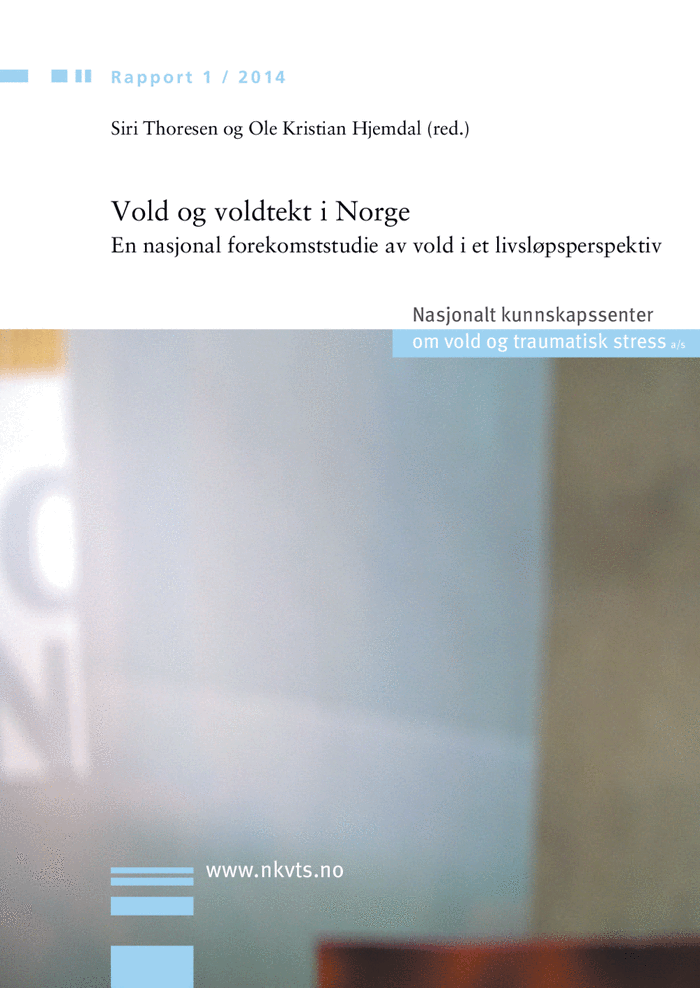 Rapport 1 / 2014
Siri Thoresen og Ole Kristian Hjemdal (red.)
Vold og voldtekt i Norge
En nasjonal forekomststudie av vold i et livsløpsperspektiv
Nasjonalt kunnskapssenter
om vold og traumatisk stress a/s
O
N
www.nkvts.no